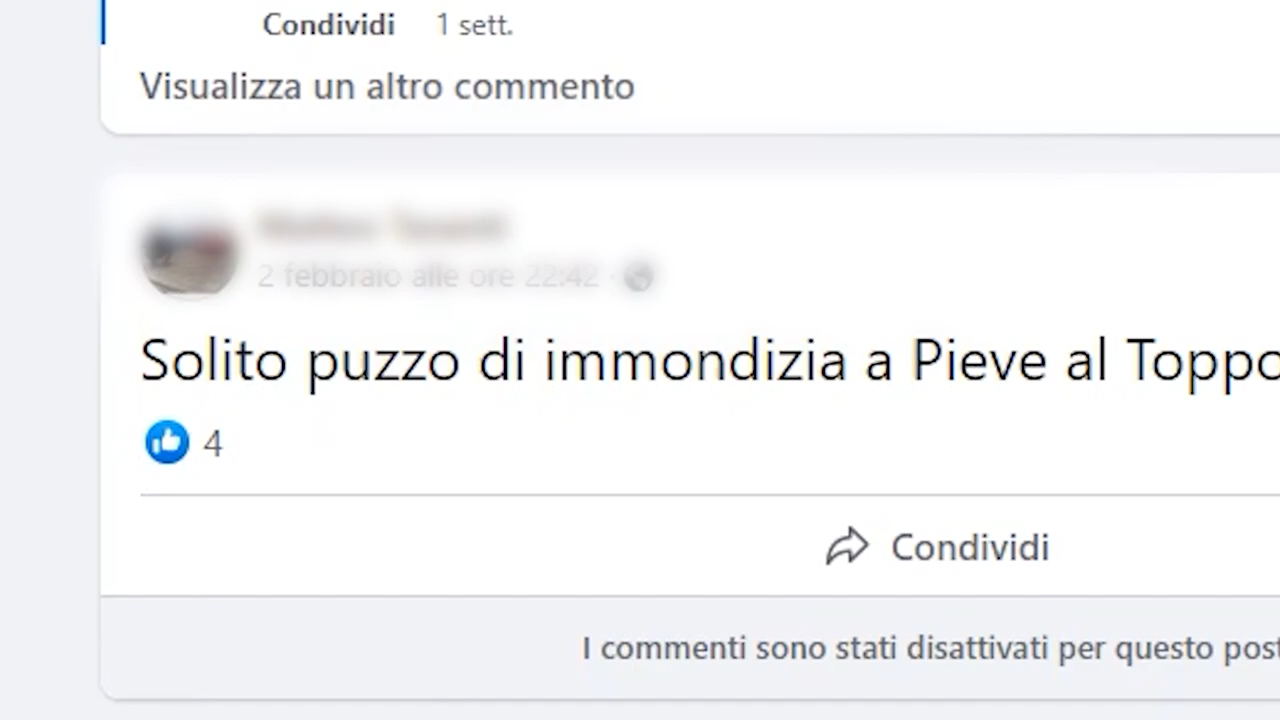 Condividi 1 sett.
Visualizza un altro commento
2 febbraio alle ore 22:42
Solito puzzo di immondizia a Pieve al Toppo
4
Condividi
I commenti sono stati disattivati per questo post